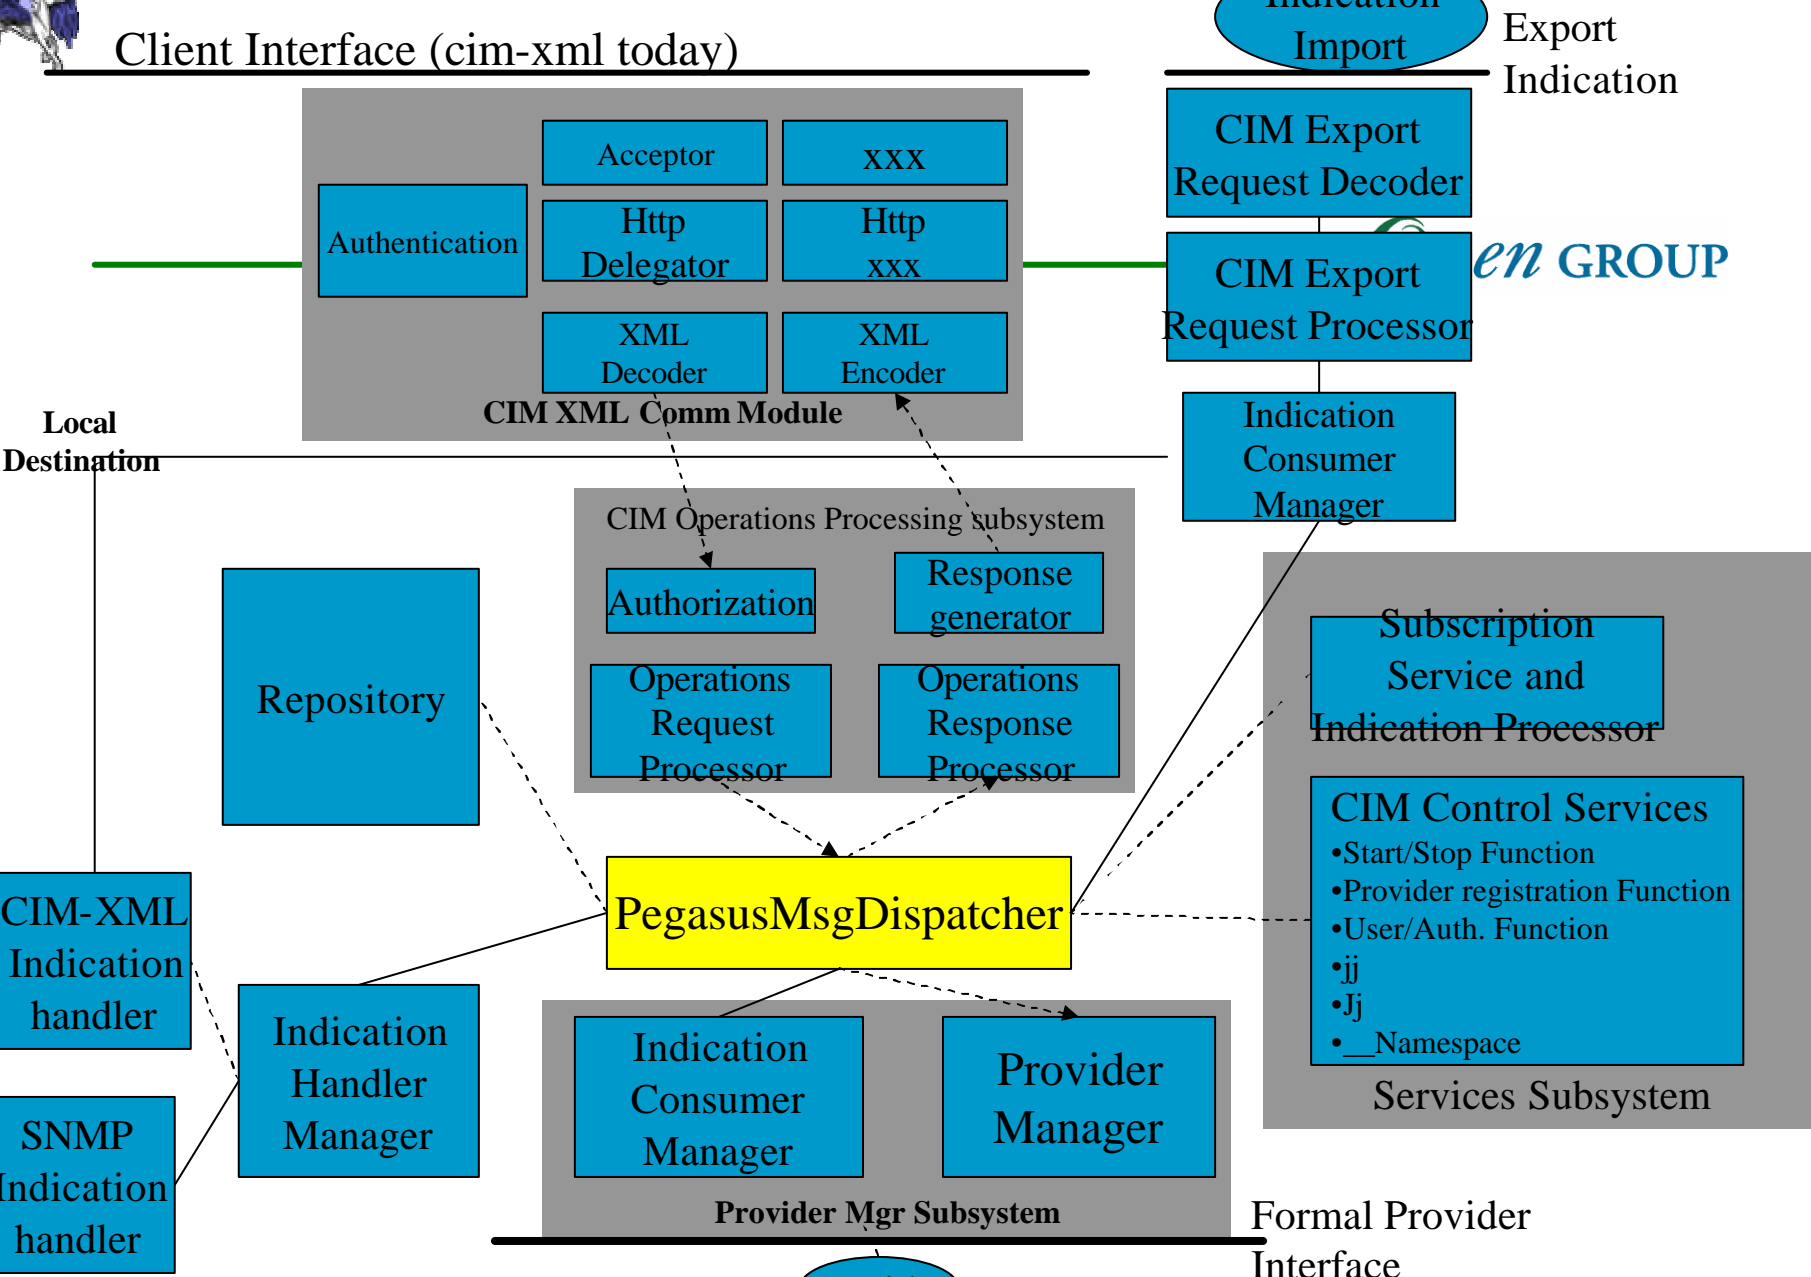 Client Interface (cim-xml today)
Indication
Import
Export
Indication
Acceptor
xxx
Authentication
Http
Delegator
Http
xxx
XML
Decoder
XML
Encoder
CIM XML Comm Module
CIM Export
Request Decoder
CIM Export
Request Processor
en GROUP
Indication
Consumer
Manager
Local
Destination
CIM Operations Processing subsystem
Authorization
Response
generator
Operations
Request
Processor
Operations
Response
Processor
Repository
Subscription
Service and
Indication Processor
CIM Control Services
•Start/Stop Function
•Provider registration Function
•User/Auth. Function
•jj
•Jj
•__Namespace
Services Subsystem
PegasusMsgDispatcher
CIM-XML
Indication
handler
Indication
Handler
Manager
SNMP
Indication
handler
Indication
Consumer
Manager
Provider
Manager
Provider Mgr Subsystem
Formal Provider
Interface